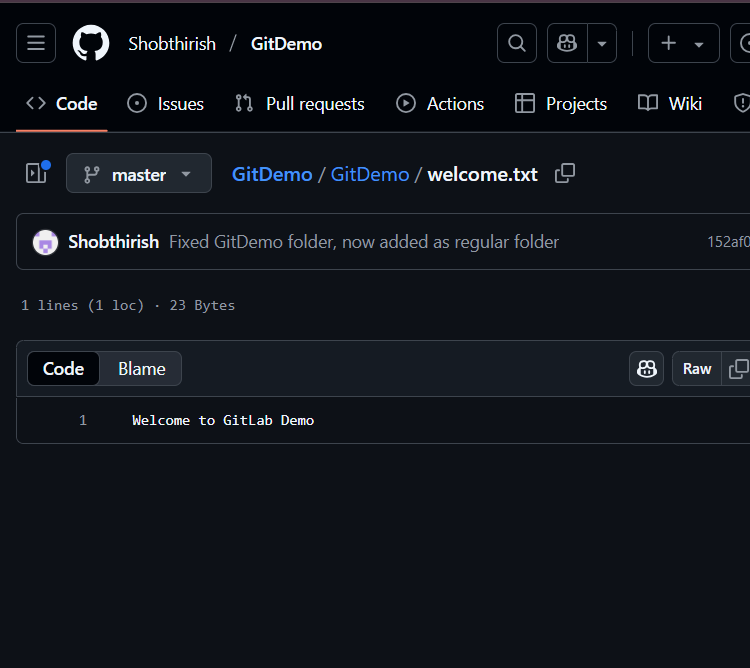 Shobthirish / GitDemo
Code Issues Pull requests Actions Projects Wiki
master GitDemo / GitDemo / welcome.txt
Shobthirish Fixed GitDemo folder, now added as regular folder 152af0
1 lines (1 loc) · 23 Bytes
Code Blame Raw
1 Welcome to GitLab Demo